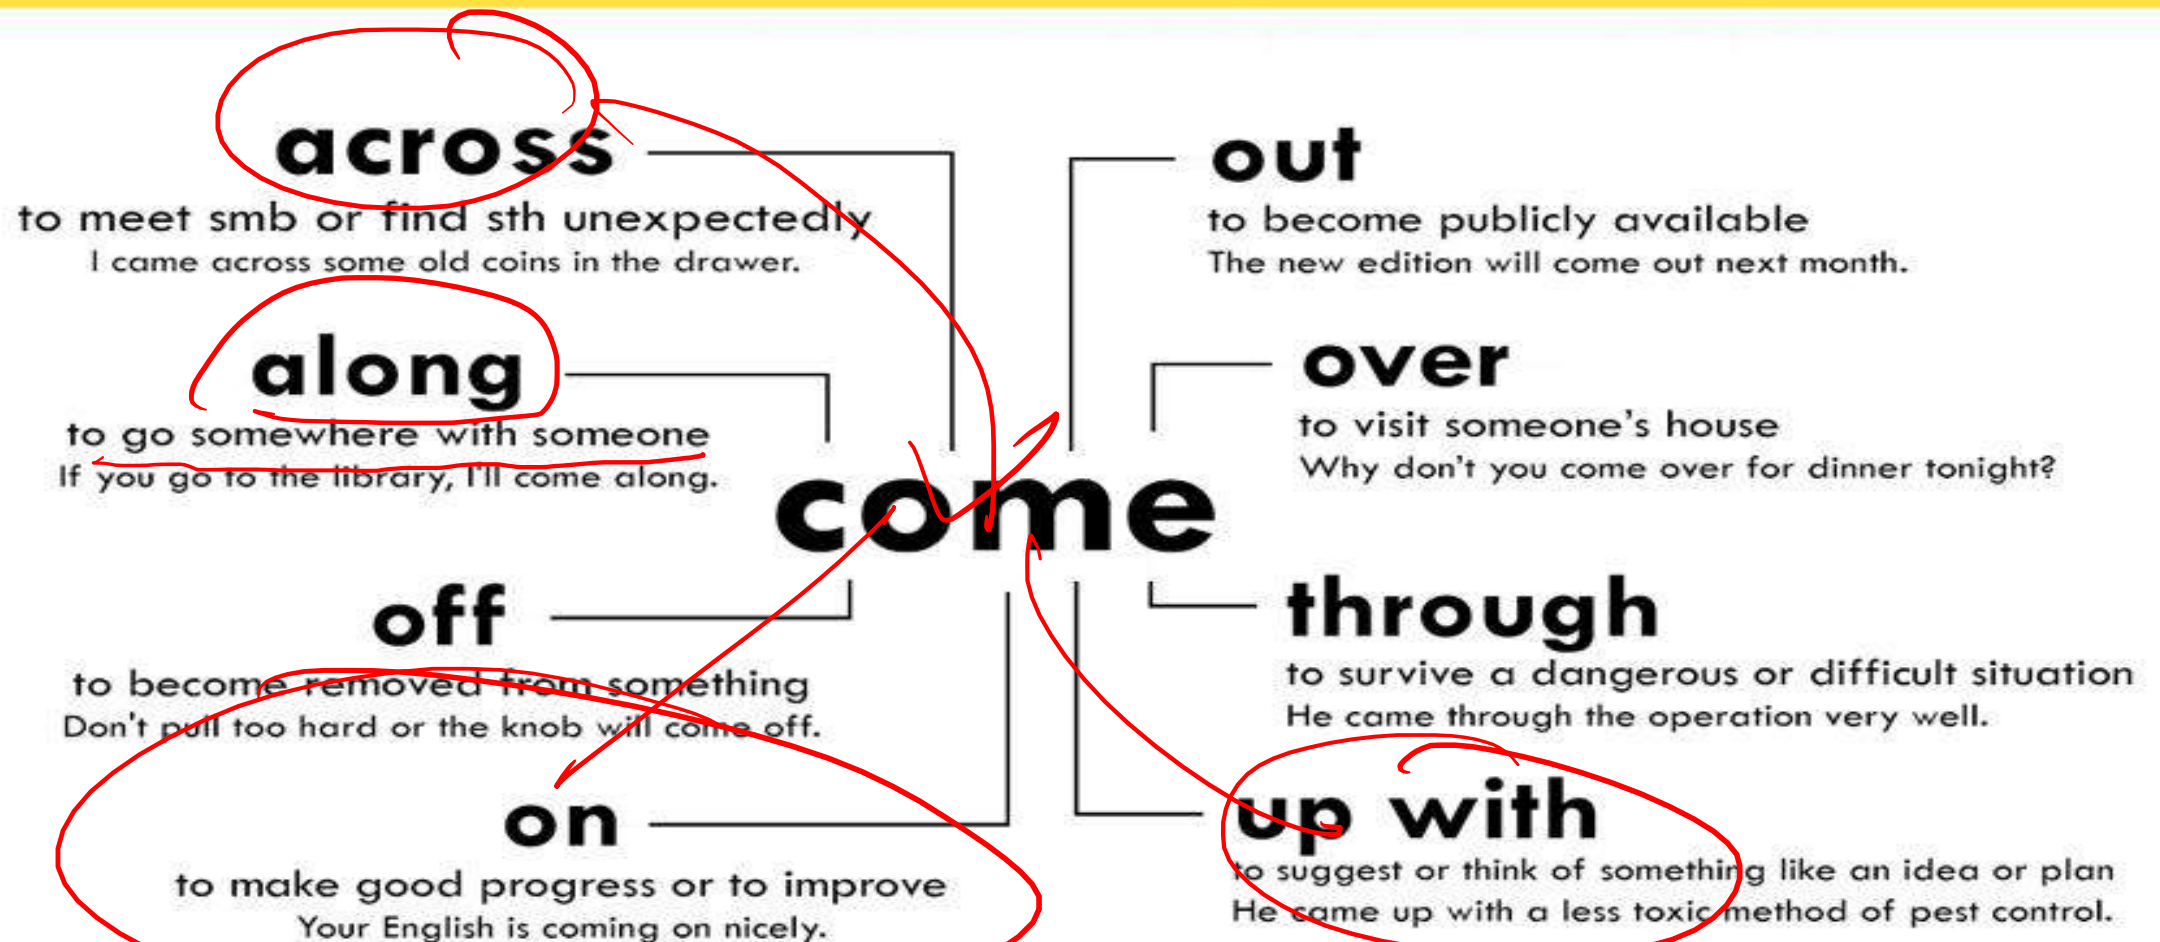 across
to meet smb or find sth unexpectedly
I came across some old coins in the drawer.
along
to go somewhere with someone
If you go to the library, I'll come along.
out
to become publicly available
The new edition will come out next month.
over
to visit someone's house
Why don't you come over for dinner tonight?
come
off
to become removed from something
Don't pull too hard or the knob will come off.
on
to make good progress or to improve
Your English is coming on nicely.
through
to survive a dangerous or difficult situation
He came through the operation very well.
up with
to suggest or think of something like an idea or plan
He came up with a less toxic method of pest control.